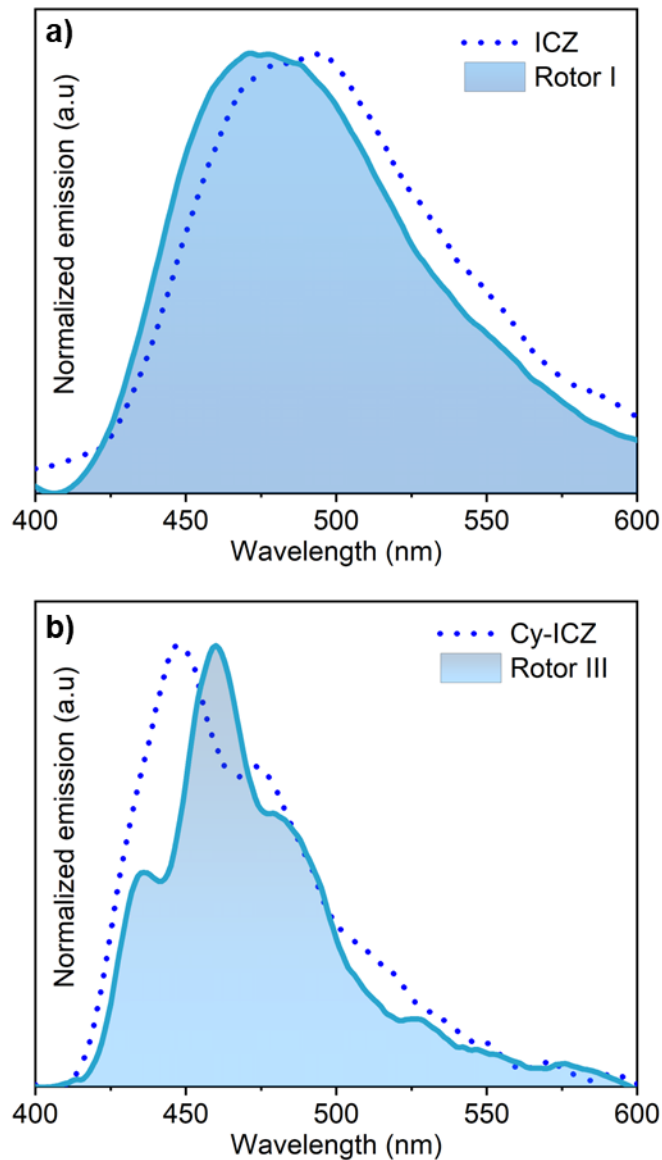 a)
ICZ
Rotor I
Normalized emission (a.u)
400 450 500 550 600
Wavelength (nm)
b)
Cy-ICZ
Rotor III
Normalized emission (a.u)
400 450 500 550 600
Wavelength (nm)